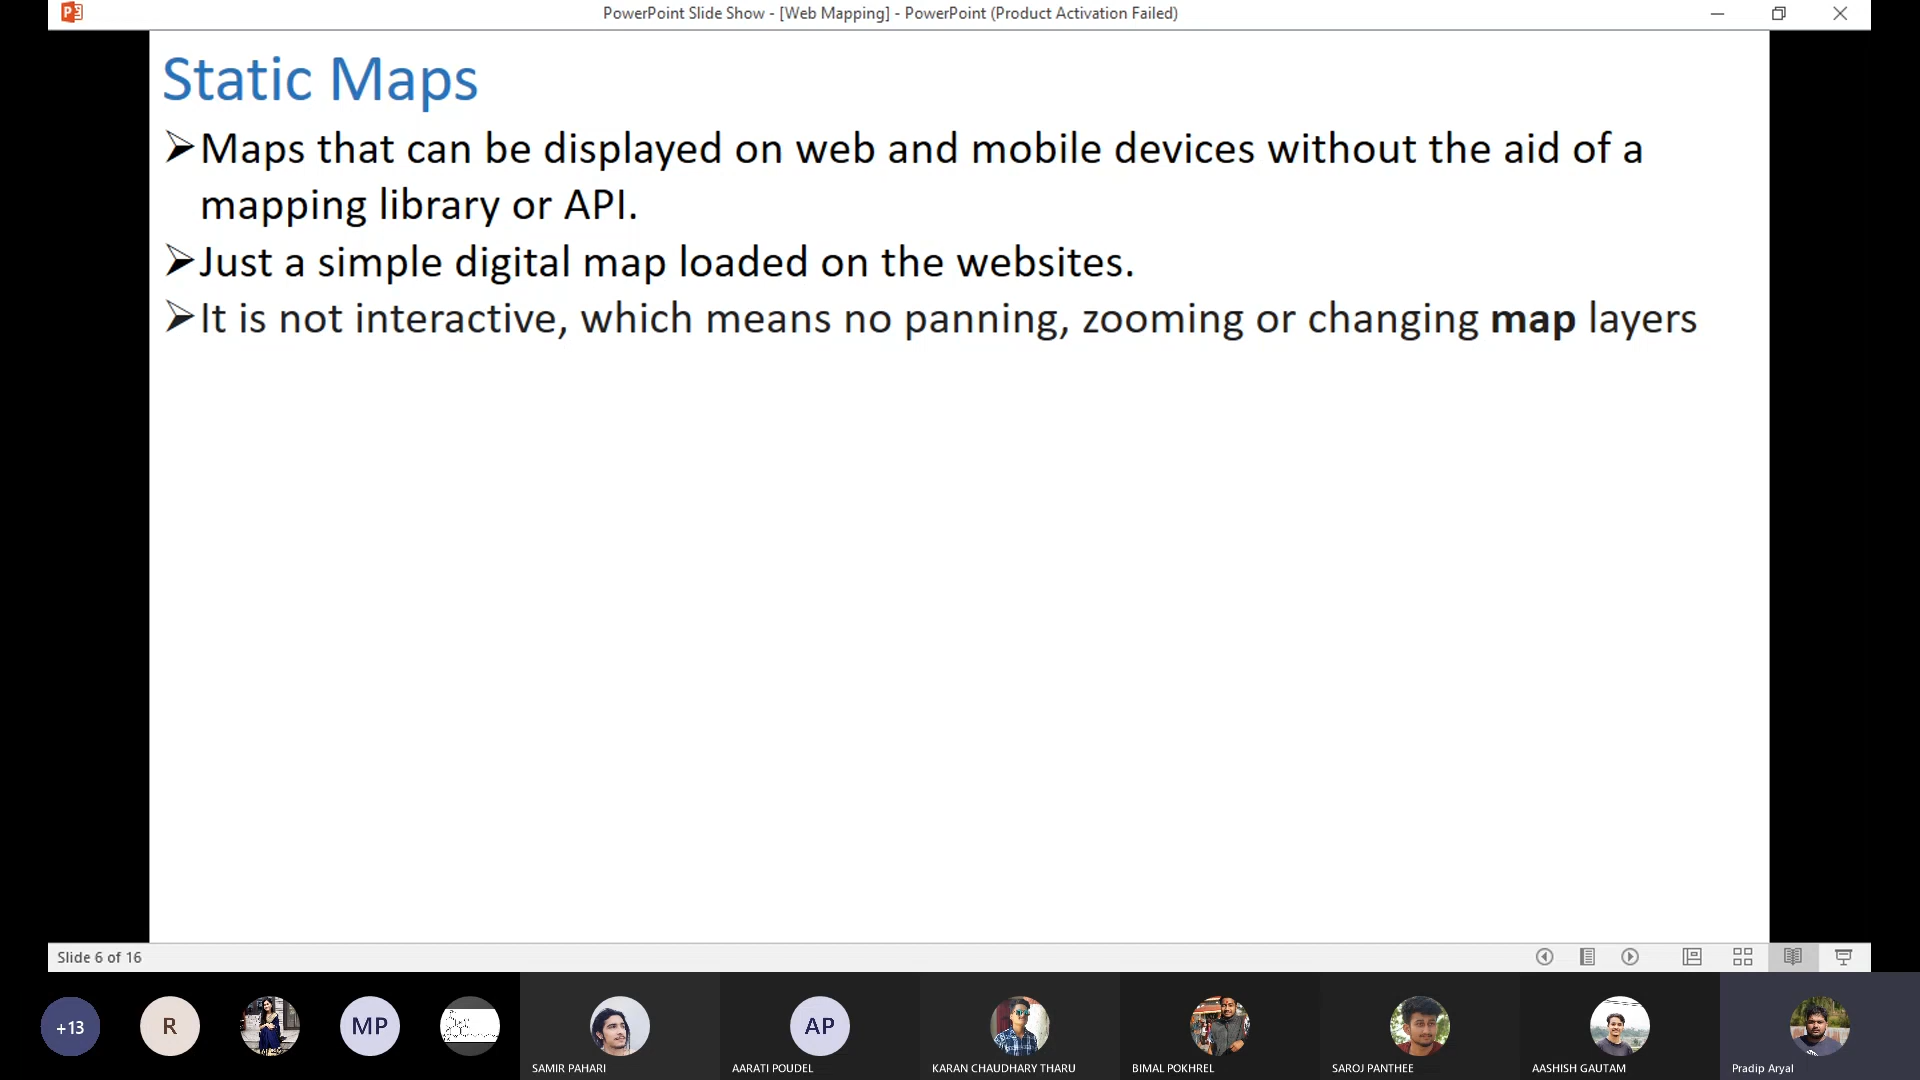 PowerPoint Slide Show - [Web Mapping] - PowerPoint (Product Activation Failed)
Static Maps
➢Maps that can be displayed on web and mobile devices without the aid of a
mapping library or API.
➢Just a simple digital map loaded on the websites.
➢It is not interactive, which means no panning, zooming or changing map layers
Slide 6 of 16
+13
R
MP
AP
SAMIR PAHARI
AARATI POUDEL
KARAN CHAUDHARY THARU
BIMAL POKHREL
SAROJ PANTHEE
AASHISH GAUTAM
Pradip Aryal